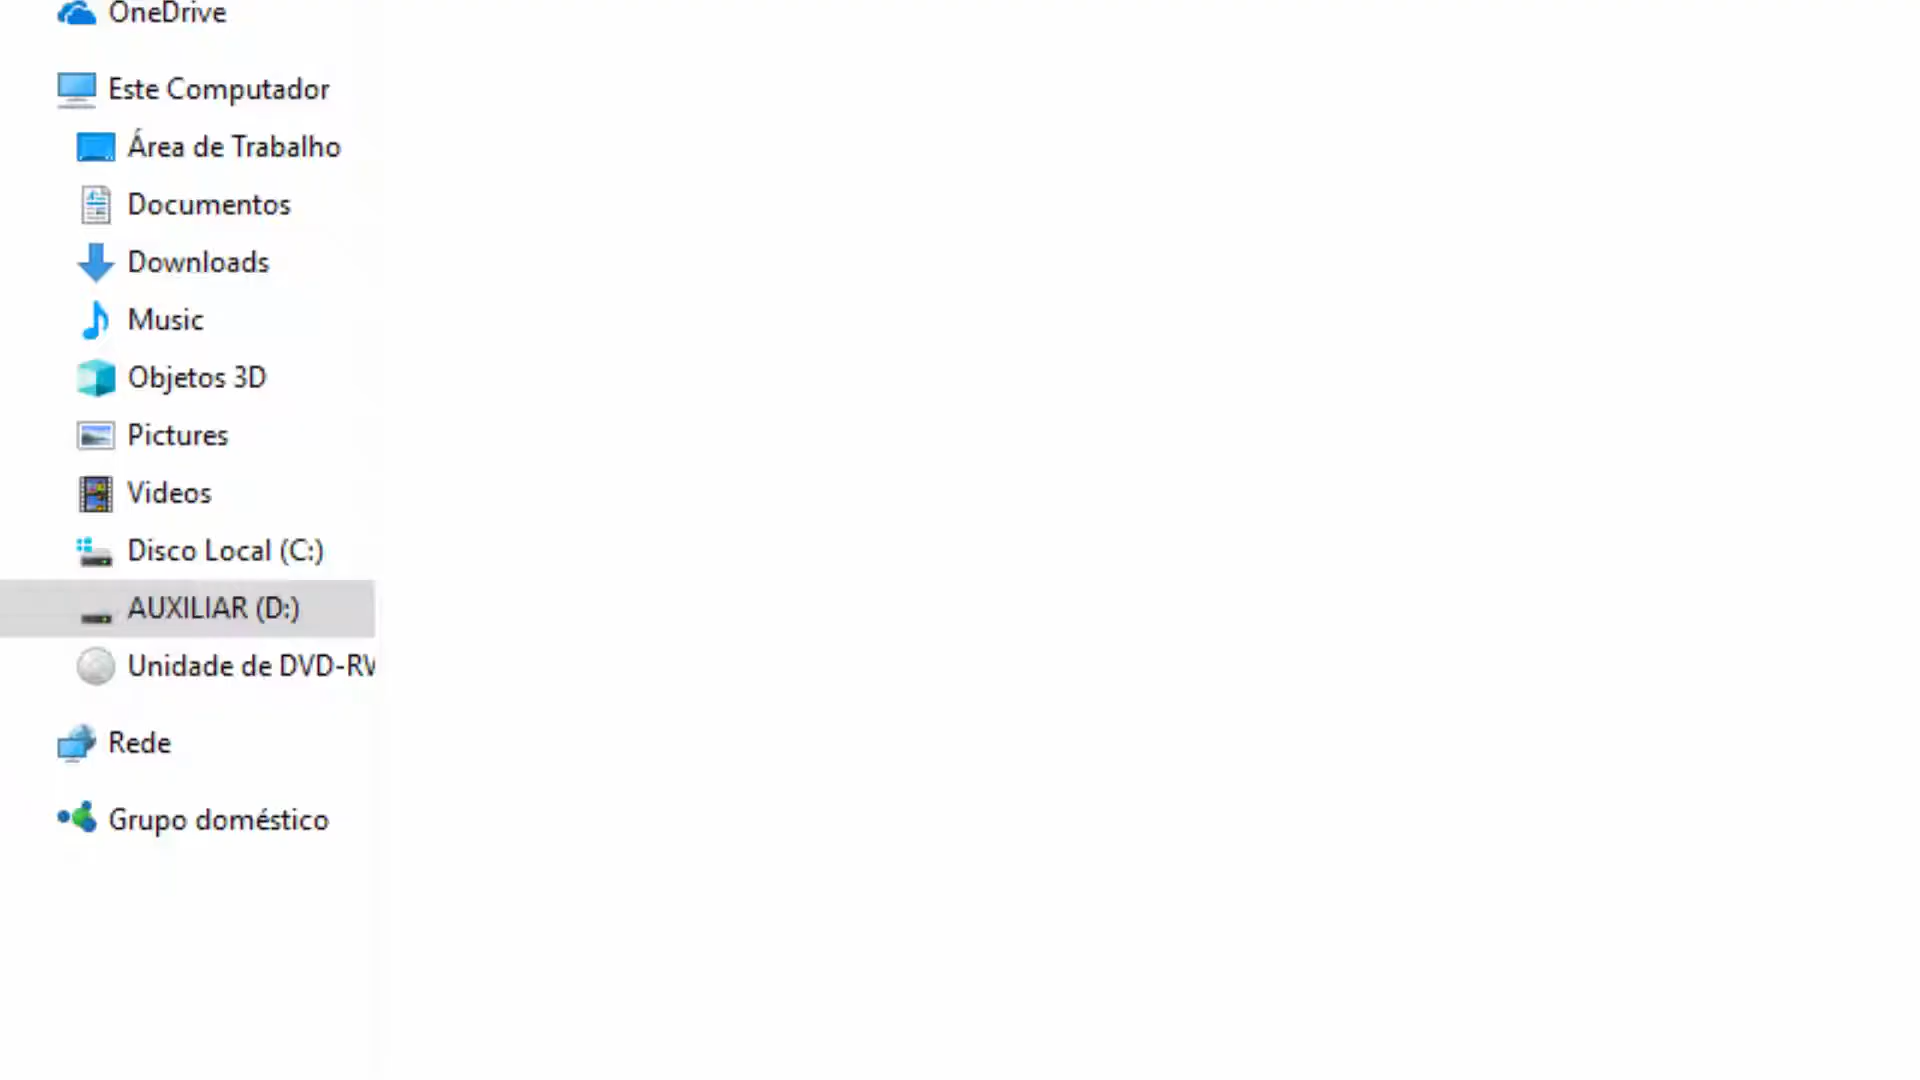 OneDrive
Este Computador
Área de Trabalho
Documentos
Downloads
Music
Objetos 3D
Pictures
Videos
Disco Local (C:)
AUXILIAR (D:)
Unidade de DVD-RW
Rede
Grupo doméstico